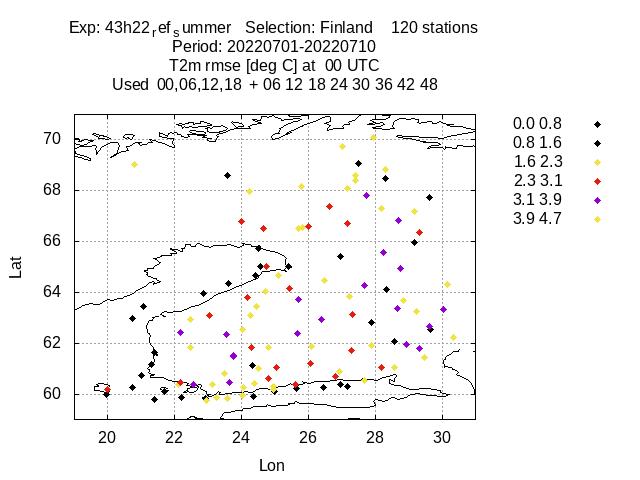 Exp: 43h22ref summer Selection: Finland 120 stations
Period: 20220701-20220710
T2m rmse [deg C] at 00 UTC
Used 00,06,12,18 + 06 12 18 24 30 36 42 48
0.0 0.8
0.8 1.6
1.6 2.3
2.3 3.1
3.1 3.9
3.9 4.7
70
68
66
64
62
60
Lat
20 22 24 26 28 30
Lon